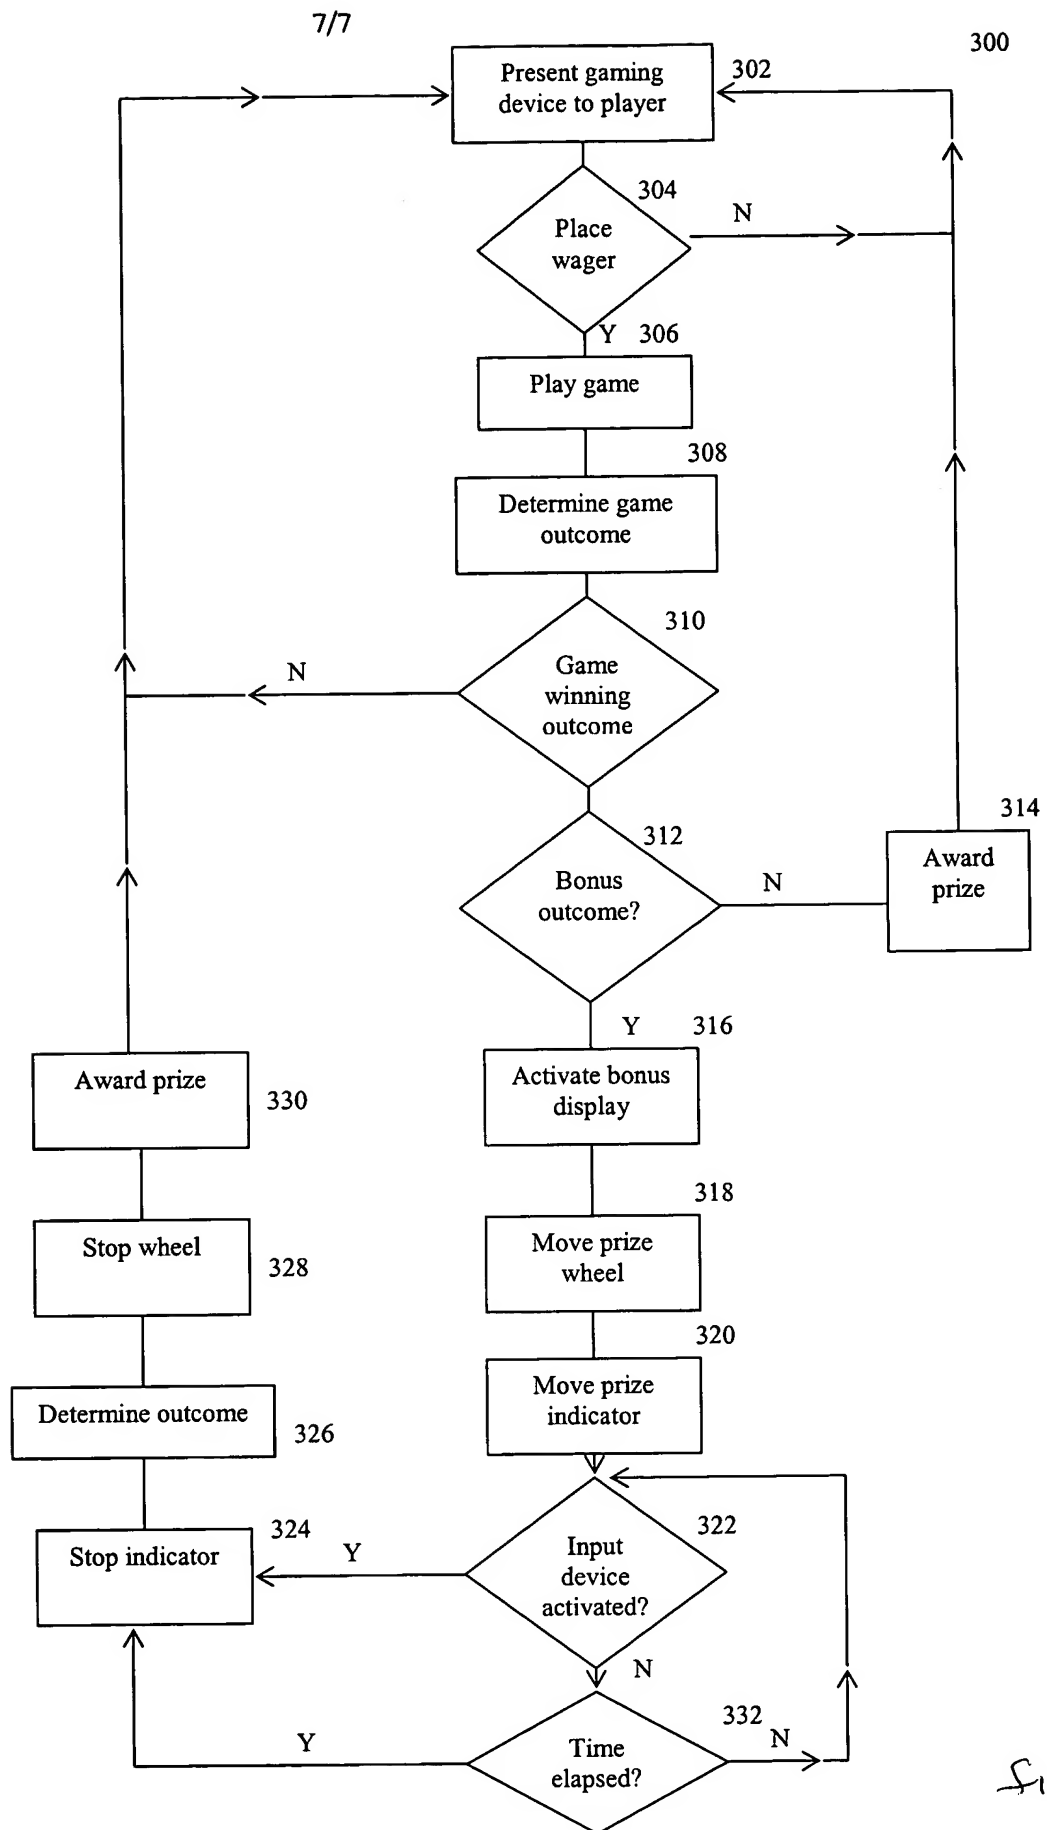 7/7
300
Present gaming
device to player
302
304
Place
wager
N
Y
306
Play game
308
Determine game
outcome
310
Game
winning
outcome
N
312
Bonus
outcome?
N
314
Award
prize
Y
316
Activate bonus
display
Award prize
330
318
Move prize
wheel
Stop wheel
328
320
Move prize
indicator
Determine outcome
326
324
Stop indicator
Y
322
Input
device
activated?
N
332
Y
Time
elapsed?
N